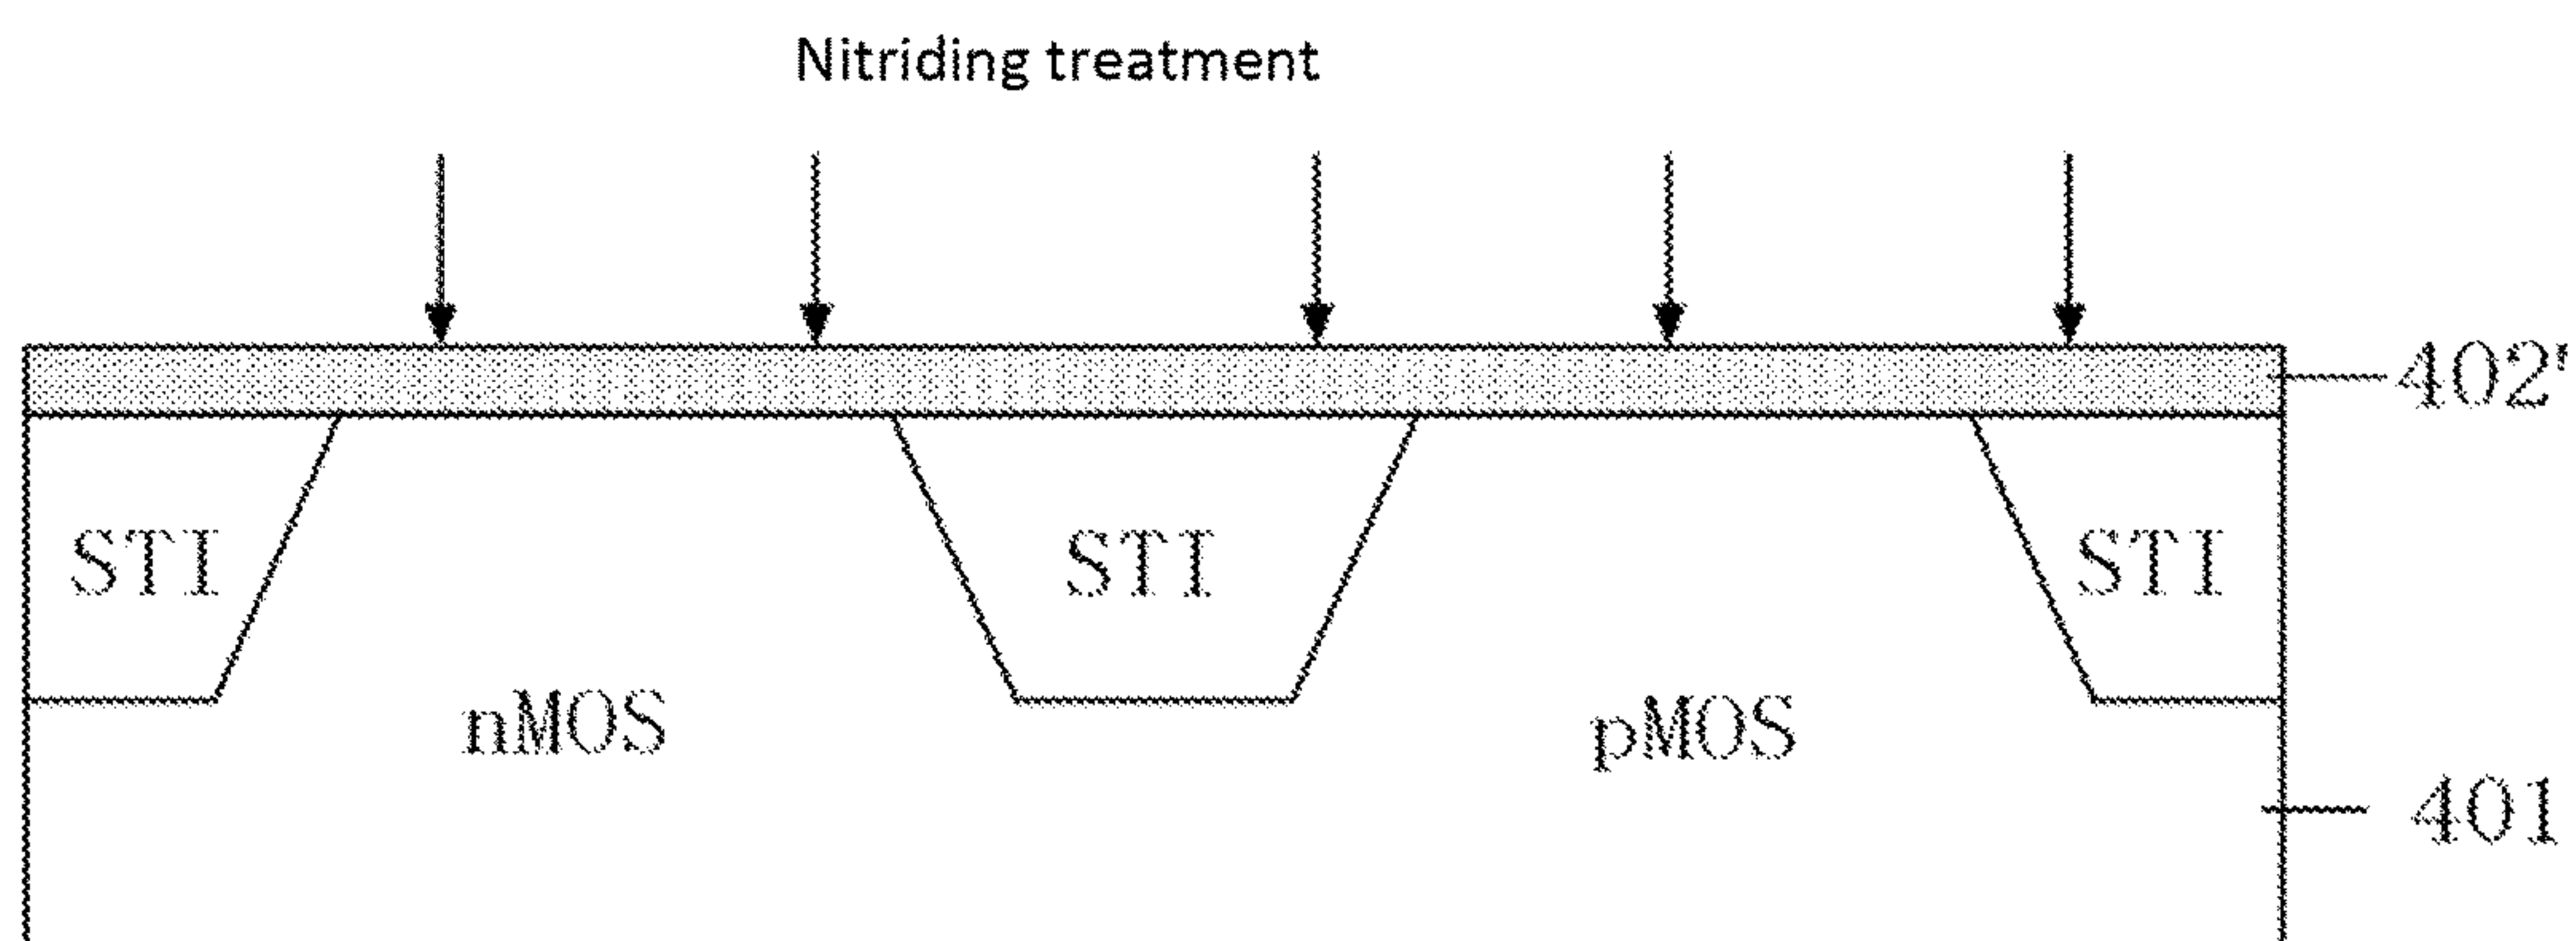 Nitriding treatment
402'
STI
STI
STI
nMOS
pMOS
401